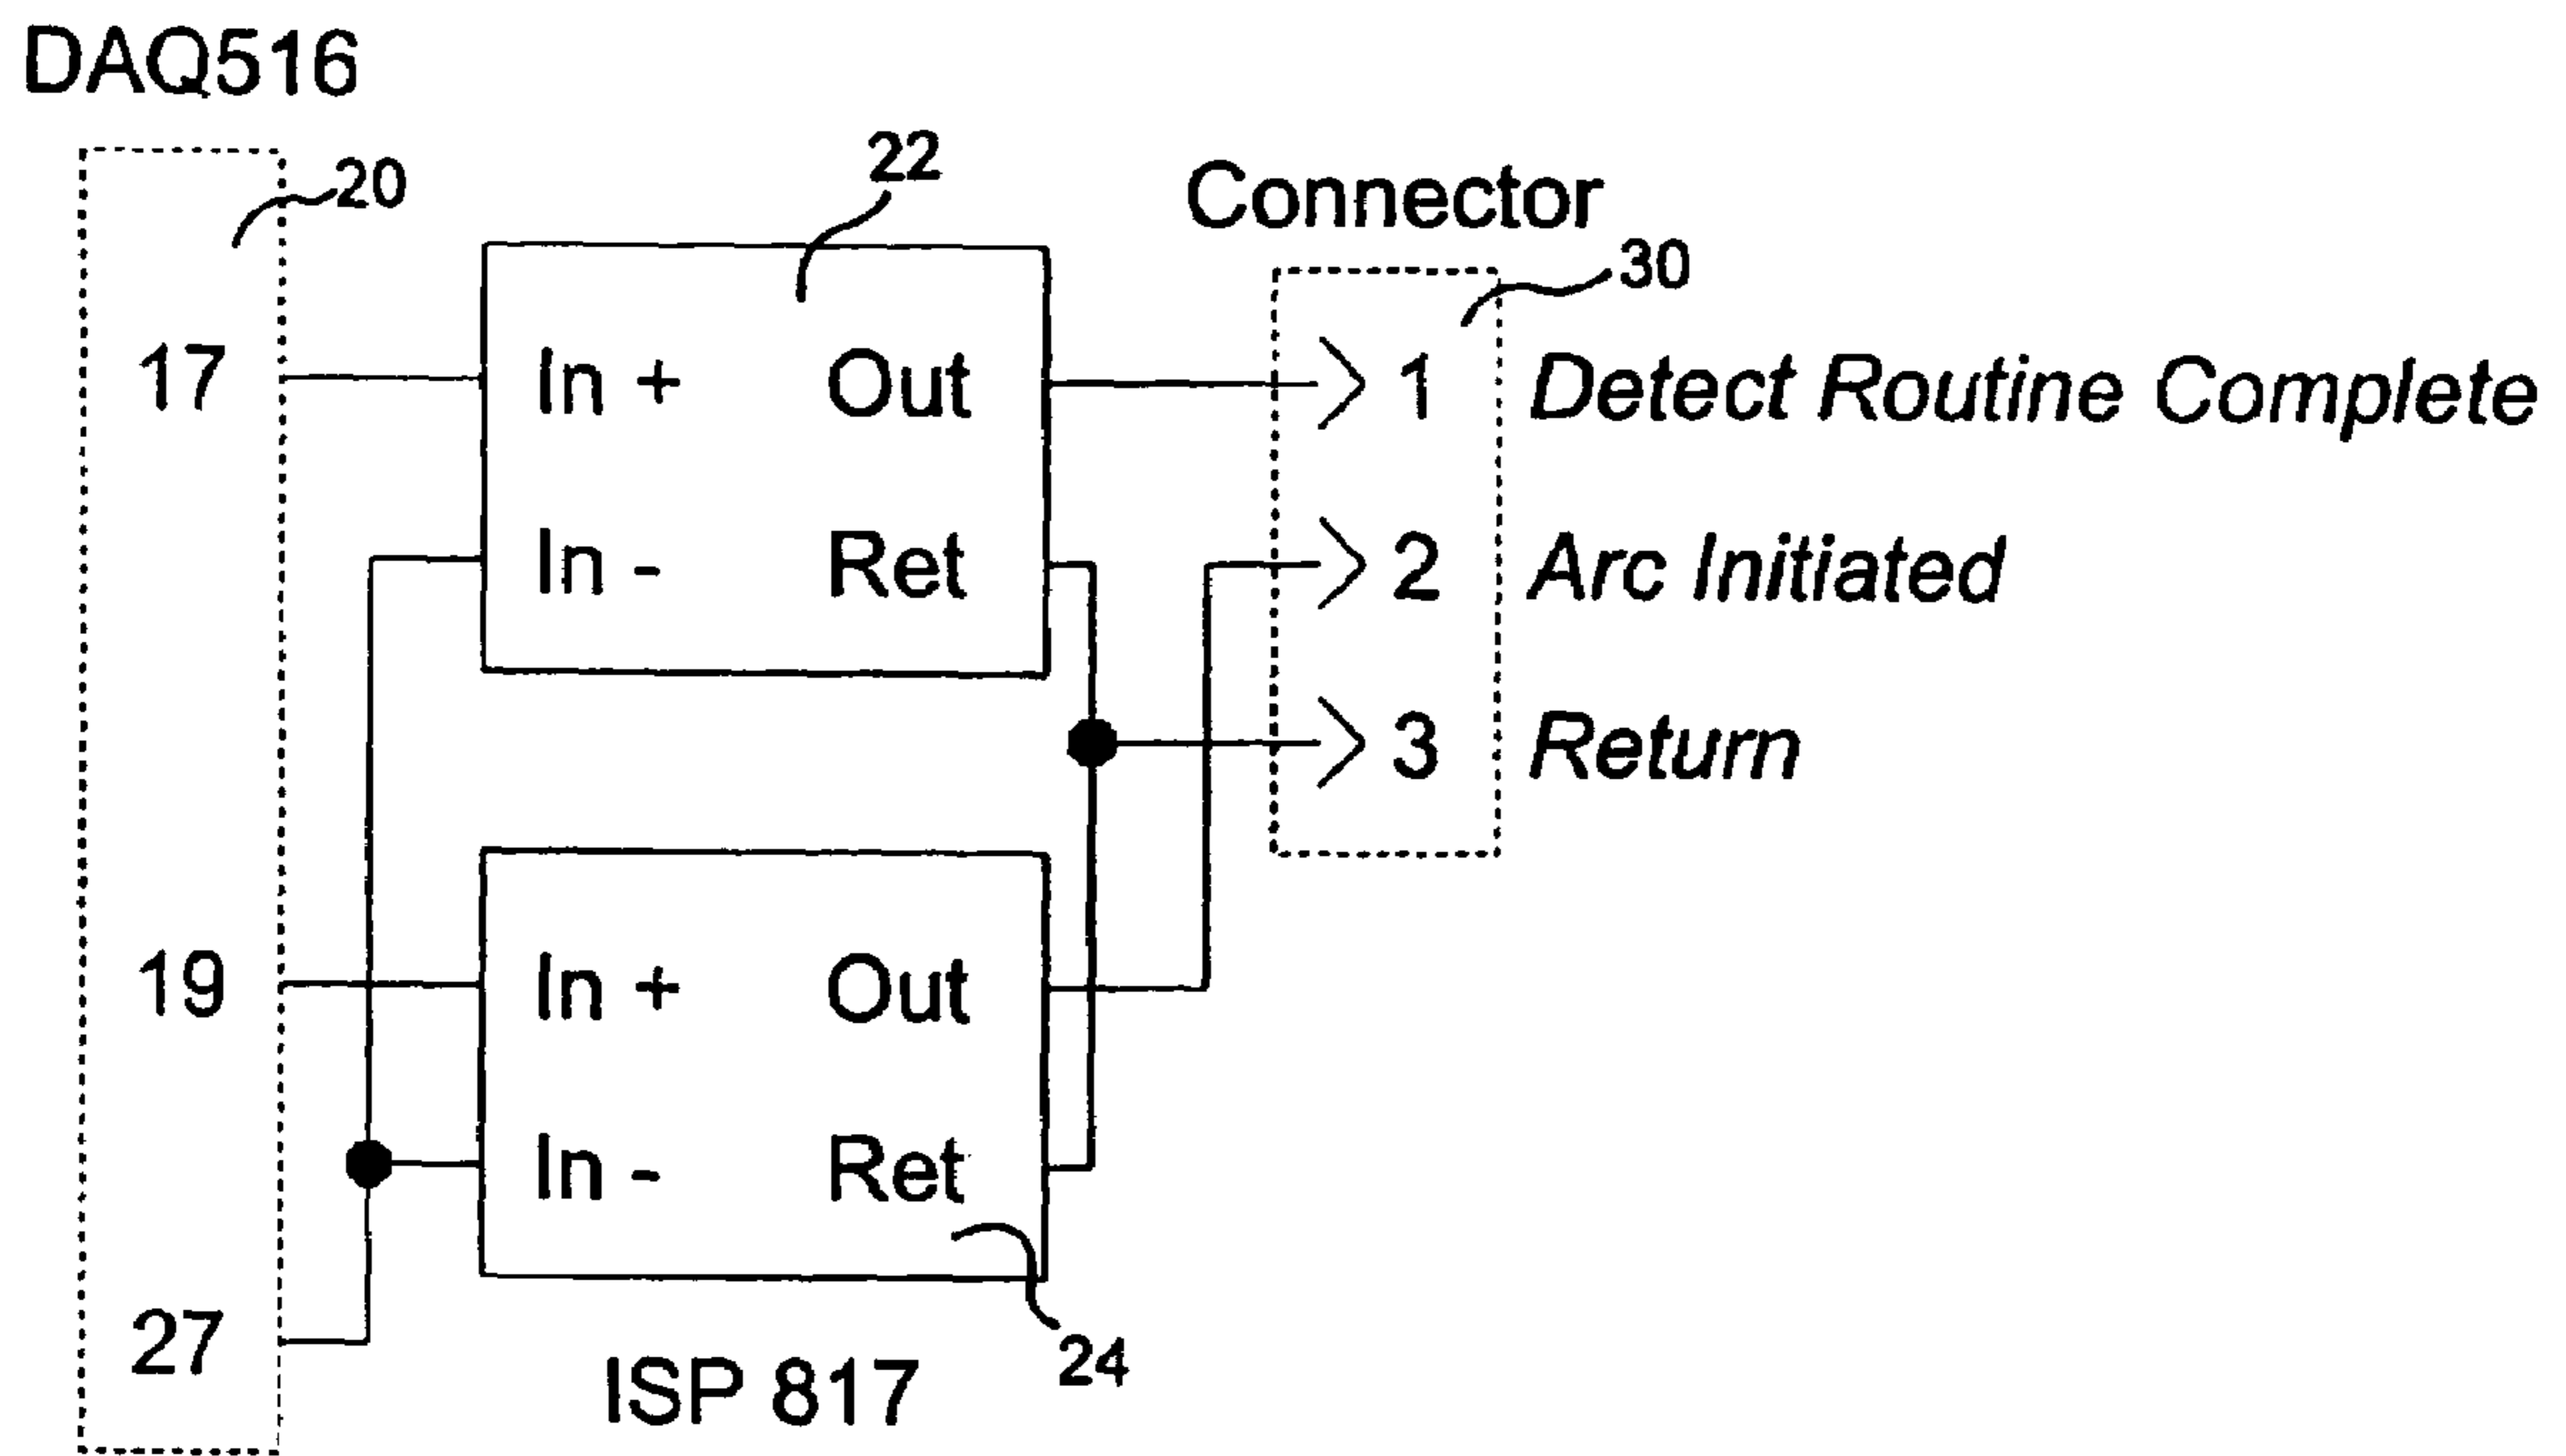 DAQ516
20
22
Connector
30
17
In + Out
1 Detect Routine Complete
In - Ret
2 Arc Initiated
3 Return
19
In + Out
In - Ret
27
24
ISP 817